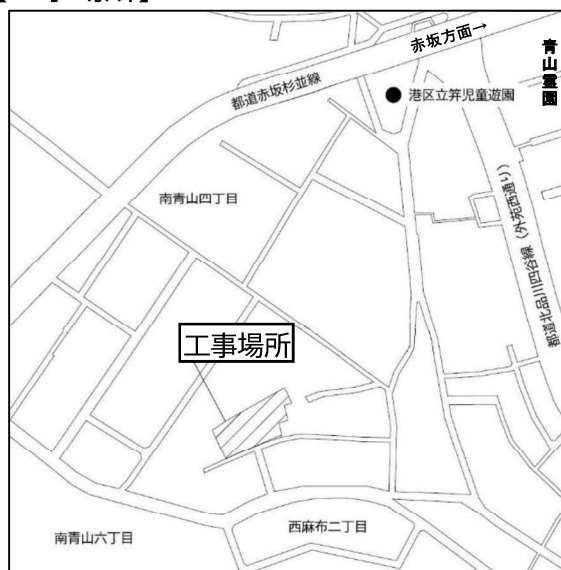 赤坂方面→
青山霊園
都道赤坂杉並線
港区立笄児童遊園
南青山四丁目
都道北品川四谷線（外苑西通り）
工事場所
西麻布二丁目
南青山六丁目